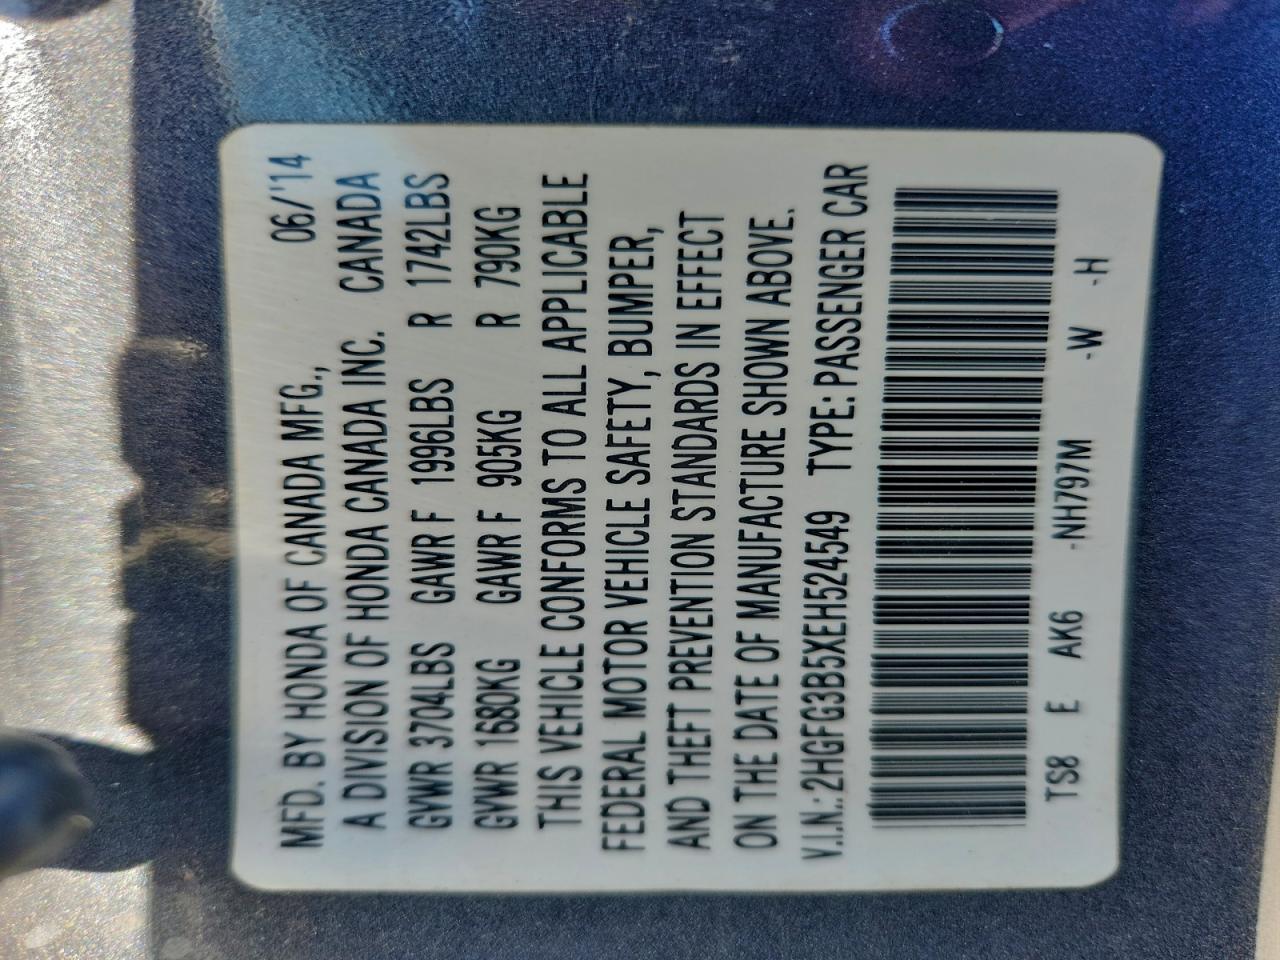 MFD. BY HONDA OF CANADA MFG., 06/'14
A DIVISION OF HONDA CANADA INC. CANADA
GVWR 3704LBS GAWR F 1996LBS R 1742LBS
GVWR 1680KG GAWR F 905KG R 790KG
THIS VEHICLE CONFORMS TO ALL APPLICABLE
FEDERAL MOTOR VEHICLE SAFETY, BUMPER,
AND THEFT PREVENTION STANDARDS IN EFFECT
ON THE DATE OF MANUFACTURE SHOWN ABOVE.
V.I.N.: 2HGFG3B5XEH524549 TYPE: PASSENGER CAR
TS8 E AK6 -NH797M -W -H